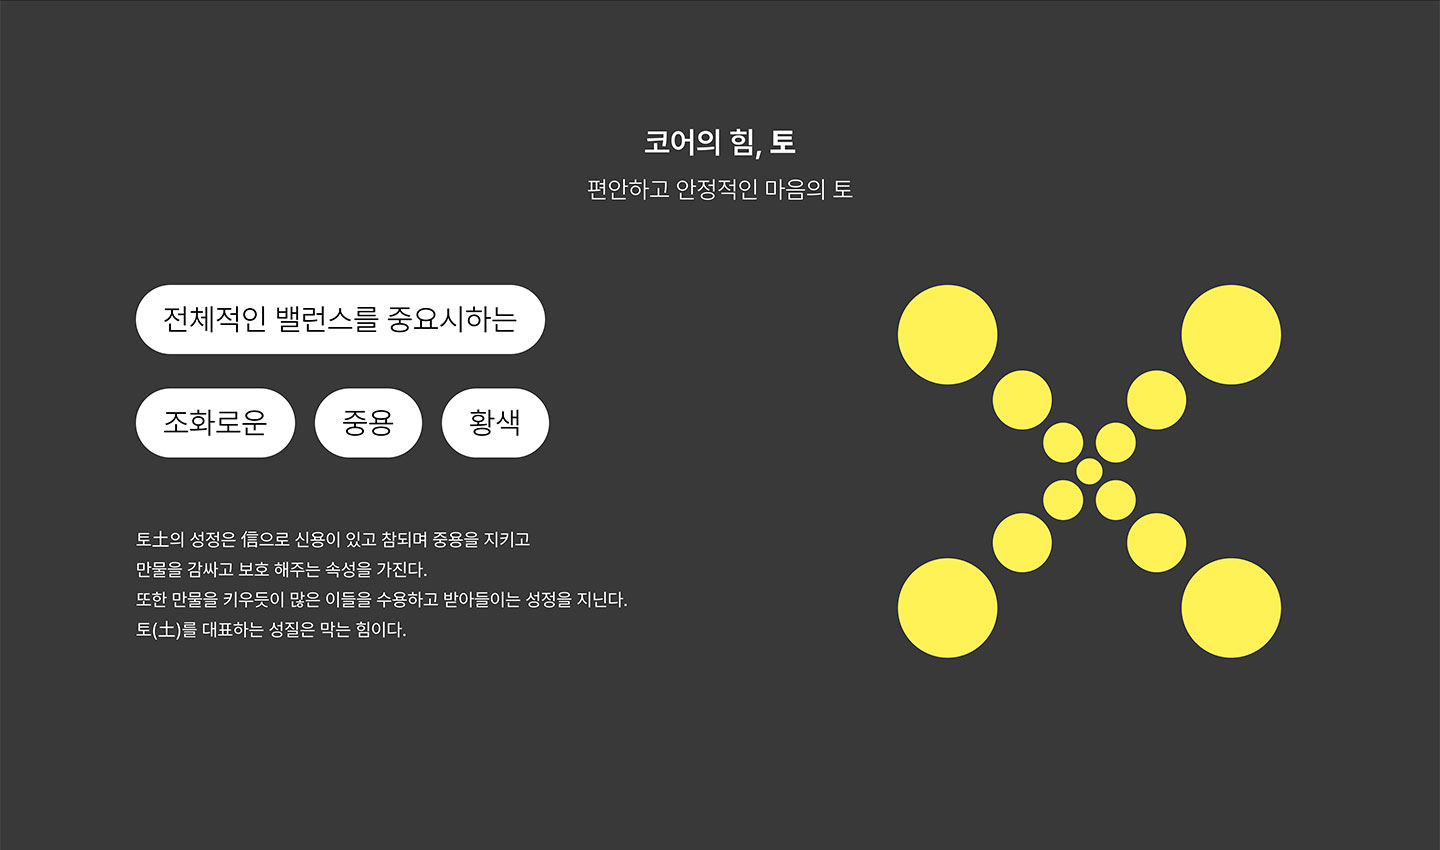 코어의 힘, 토
편안하고 안정적인 마음의 토
전체적인 밸런스를 중요시하는
조화로운 중용 황색
토土의 성정은 信으로 신용이 있고 참되며 중용을 지키고
만물을 감싸고 보호 해주는 속성을 가진다.
또한 만물을 키우듯이 많은 이들을 수용하고 받아들이는 성정을 지닌다.
토(土)를 대표하는 성질은 막는 힘이다.